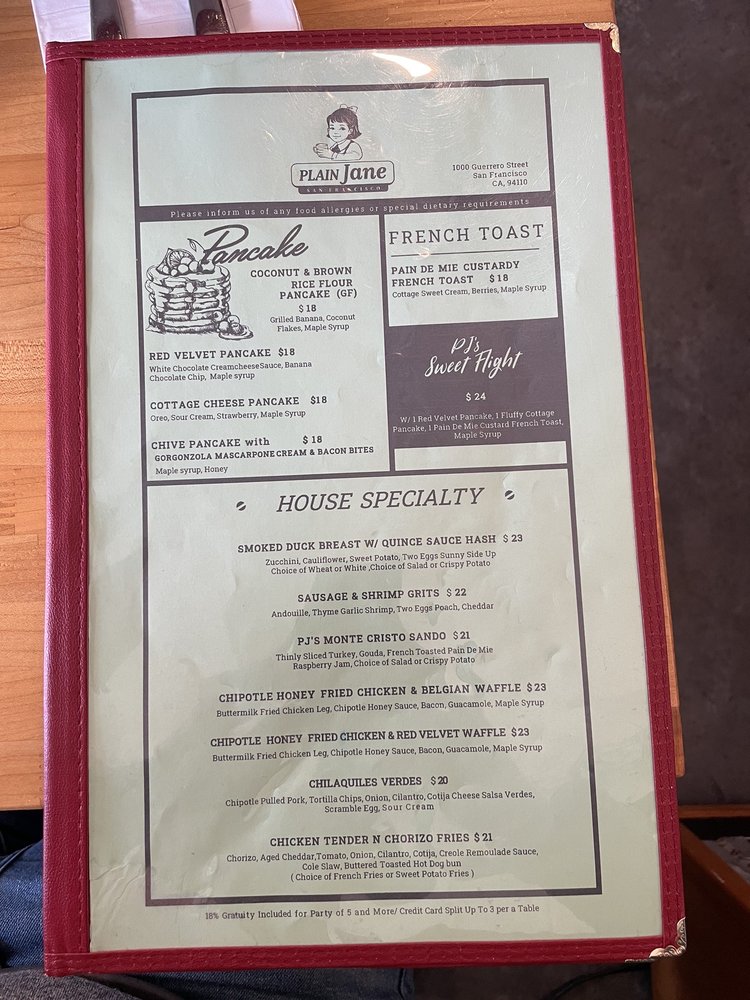 PLAIN Jane
SAN FRANCISCO
1000 Guerrero Street
San Francisco
CA, 94110
Please inform us of any food allergies or special dietary requirements
Pancake
COCONUT & BROWN
RICE FLOUR
PANCAKE (GF)
$ 18
Grilled Banana, Coconut
Flakes, Maple Syrup
RED VELVET PANCAKE $18
White Chocolate Creamcheese Sauce, Banana
Chocolate Chip, Maple syrup
COTTAGE CHEESE PANCAKE $18
Oreo, Sour Cream, Strawberry, Maple Syrup
CHIVE PANCAKE with $ 18
GORGONZOLA MASCARPONE CREAM & BACON BITES
Maple syrup, Honey
FRENCH TOAST
PAIN DE MIE CUSTARDY
FRENCH TOAST $ 18
Cottage Sweet Cream, Berries, Maple Syrup
PJ's
Sweet Flight
$ 24
W/ 1 Red Velvet Pancake, 1 Fluffy Cottage
Pancake, 1 Pain De Mie Custard French Toast,
Maple Syrup
HOUSE SPECIALTY
SMOKED DUCK BREAST W/ QUINCE SAUCE HASH $ 23
Zucchini, Cauliflower, Sweet Potato, Two Eggs Sunny Side Up
Choice of Wheat or White ,Choice of Salad or Crispy Potato
SAUSAGE & SHRIMP GRITS $ 22
Andouille, Thyme Garlic Shrimp, Two Eggs Poach, Cheddar
PJ'S MONTE CRISTO SANDO $21
Thinly Sliced Turkey, Gouda, French Toasted Pain De Mie
Raspberry Jam, Choice of Salad or Crispy Potato
CHIPOTLE HONEY FRIED CHICKEN & BELGIAN WAFFLE $23
Buttermilk Fried Chicken Leg, Chipotle Honey Sauce, Bacon, Guacamole, Maple Syrup
CHIPOTLE HONEY FRIED CHICKEN & RED VELVET WAFFLE $23
Buttermilk Fried Chicken Leg, Chipotle Honey Sauce, Bacon, Guacamole, Maple Syrup
CHILAQUILES VERDES $20
Chipotle Pulled Pork, Tortilla Chips, Onion, Cilantro, Cotija Cheese Salsa Verdes,
Scramble Egg, Sour Cream
CHICKEN TENDER N CHORIZO FRIES $21
Chorizo, Aged Cheddar,Tomato, Onion, Cilantro, Cotija, Creole Remoulade Sauce,
Cole Slaw, Buttered Toasted Hot Dog bun
( Choice of French Fries or Sweet Potato Fries )
18% Gratuity Included for Party of 5 and More/ Credit Card Split Up To 3 per a Table